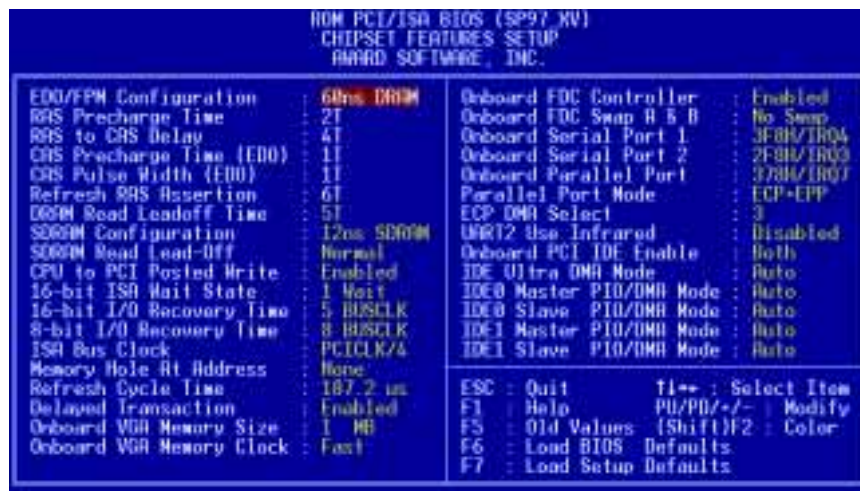 ROM PCI/ISA BIOS (SP97_XV)
CHIPSET FEATURES SETUP
AWARD SOFTWARE, INC.
EDO/FPM Configuration : 60ns DRAM
RAS Precharge Time : 2T
RAS to CAS Delay : 4T
CAS Precharge Time (EDO) : 1T
CAS Pulse Width (EDO) : 1T
Refresh RAS Assertion : 6T
DRAM Read Leadoff Time : 5T
SDRAM Configuration : 12ns SDRAM
SDRAM Read Lead-Off : Normal
CPU to PCI Posted Write : Enabled
16-bit ISA Wait State : 1 Wait
16-bit I/O Recovery Time : 5 BUSCLK
8-bit I/O Recovery Time : 8 BUSCLK
ISA Bus Clock : PCICLK/4
Memory Hole At Address : None
Refresh Cycle Time : 187.2 us
Delayed Transaction : Enabled
Onboard VGA Memory Size : 1 MB
Onboard VGA Memory Clock : Fast
Onboard FDC Controller : Enabled
Onboard FDC Swap A & B : No Swap
Onboard Serial Port 1 : 3F8H/IRQ4
Onboard Serial Port 2 : 2F8H/IRQ3
Onboard Parallel Port : 378H/IRQ7
Parallel Port Mode : ECP+EPP
ECP DMA Select : 3
UART2 Use Infrared : Disabled
Onboard PCI IDE Enable : Both
IDE Ultra DMA Mode : Auto
IDE0 Master PIO/DMA Mode : Auto
IDE0 Slave PIO/DMA Mode : Auto
IDE1 Master PIO/DMA Mode : Auto
IDE1 Slave PIO/DMA Mode : Auto
ESC : Quit ↑↓→← : Select Item
F1 : Help PU/PD/+/- : Modify
F5 : Old Values (Shift)F2 : Color
F6 : Load BIOS Defaults
F7 : Load Setup Defaults